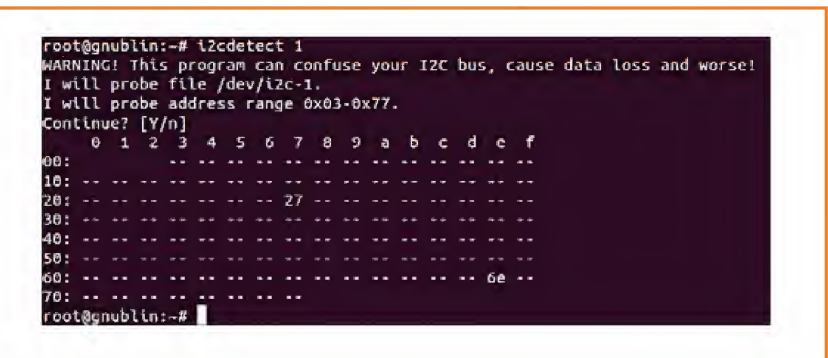 root@gnublin:~# i2cdetect 1
WARNING! This program can confuse your I2C bus, cause data loss and worse!
I will probe file /dev/i2c-1.
I will probe address range 0x03-0x77.
Continue? [Y/n]
     0  1  2  3  4  5  6  7  8  9  a  b  c  d  e  f
00:          -- -- -- -- -- -- -- -- -- -- -- -- --
10: -- -- -- -- -- -- -- -- -- -- -- -- -- -- -- --
20: -- -- -- -- -- -- -- 27 -- -- -- -- -- -- -- --
30: -- -- -- -- -- -- -- -- -- -- -- -- -- -- -- --
40: -- -- -- -- -- -- -- -- -- -- -- -- -- -- -- --
50: -- -- -- -- -- -- -- -- -- -- -- -- -- -- -- --
60: -- -- -- -- -- -- -- -- -- -- -- -- -- -- 6e --
70: -- -- -- -- -- -- -- --
root@gnublin:~#